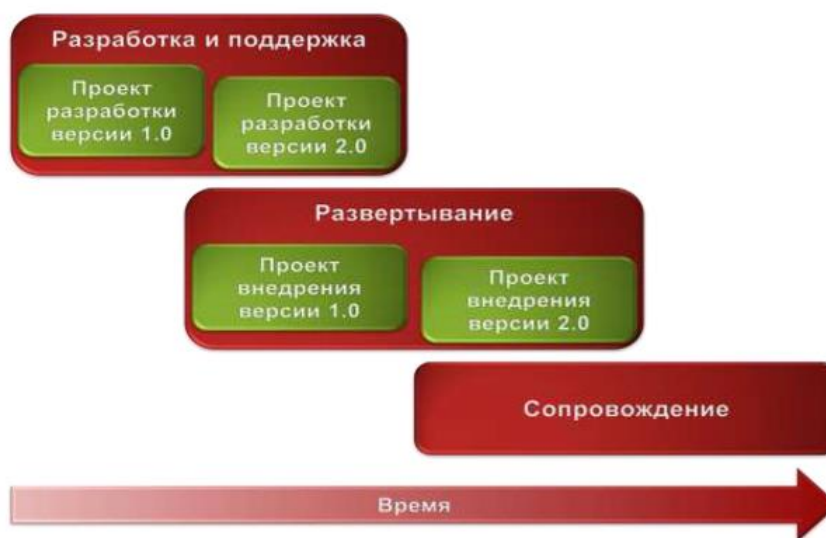 Разработка и поддержка
Проект
разработки
версии 1.0
Проект
разработки
версии 2.0
Развертывание
Проект
внедрения
версии 1.0
Проект
внедрения
версии 2.0
Сопровождение
Время